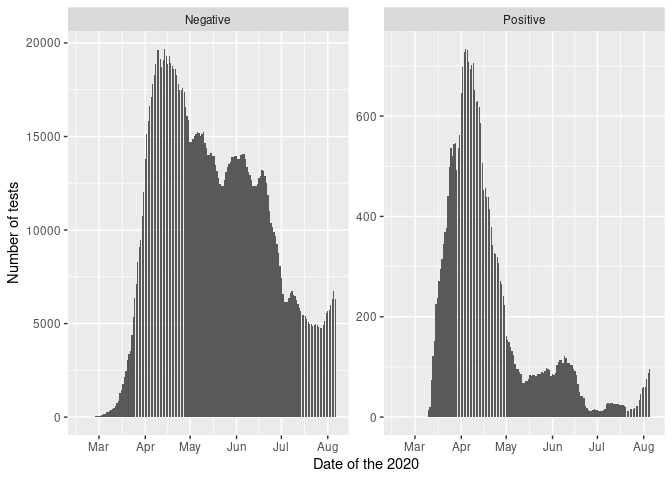 Negative
Positive
Number of tests
20000
15000
10000
5000
0
600
400
200
0
Mar Apr May Jun Jul Aug
Mar Apr May Jun Jul Aug
Date of the 2020